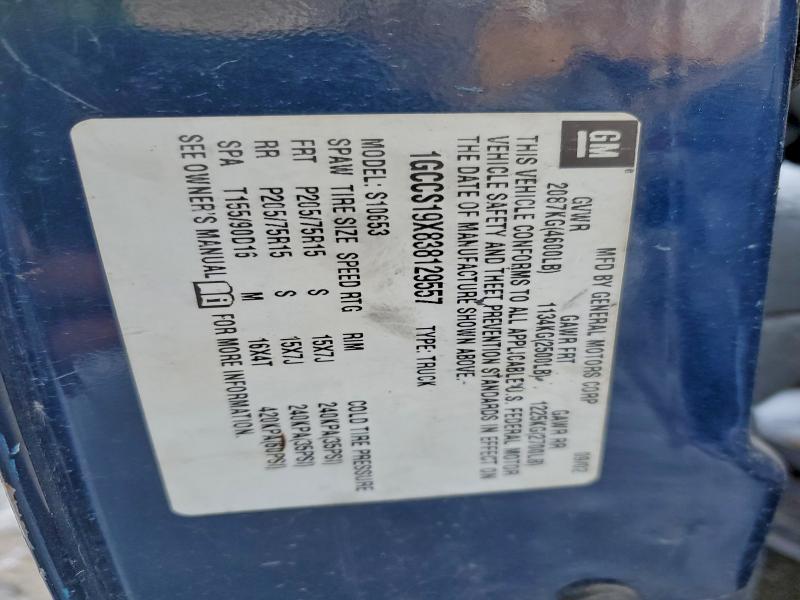 GM®
MFD BY GENERAL MOTORS CORP 09/02
GVWR GAWR FRT GAWR RR
2087KG(4600LB) 1134KG(2500LB) 1225KG(2700LB)
THIS VEHICLE CONFORMS TO ALL APPLICABLE U.S. FEDERAL MOTOR
VEHICLE SAFETY AND THEFT PREVENTION STANDARDS IN EFFECT ON
THE DATE OF MANUFACTURE SHOWN ABOVE.
1GCCS19X838129557 TYPE: TRUCK
MODEL: S10653
SPAW TIRE SIZE SPEED RTG RIM COLD TIRE PRESSURE
FRT P205/75R15 S 15X7J 240KPA(35PSI)
RR P205/75R15 S 15X7J 240KPA(35PSI)
SPA T155/90D16 M 16X4T 420KPA(60PSI)
SEE OWNER'S MANUAL FOR MORE INFORMATION.